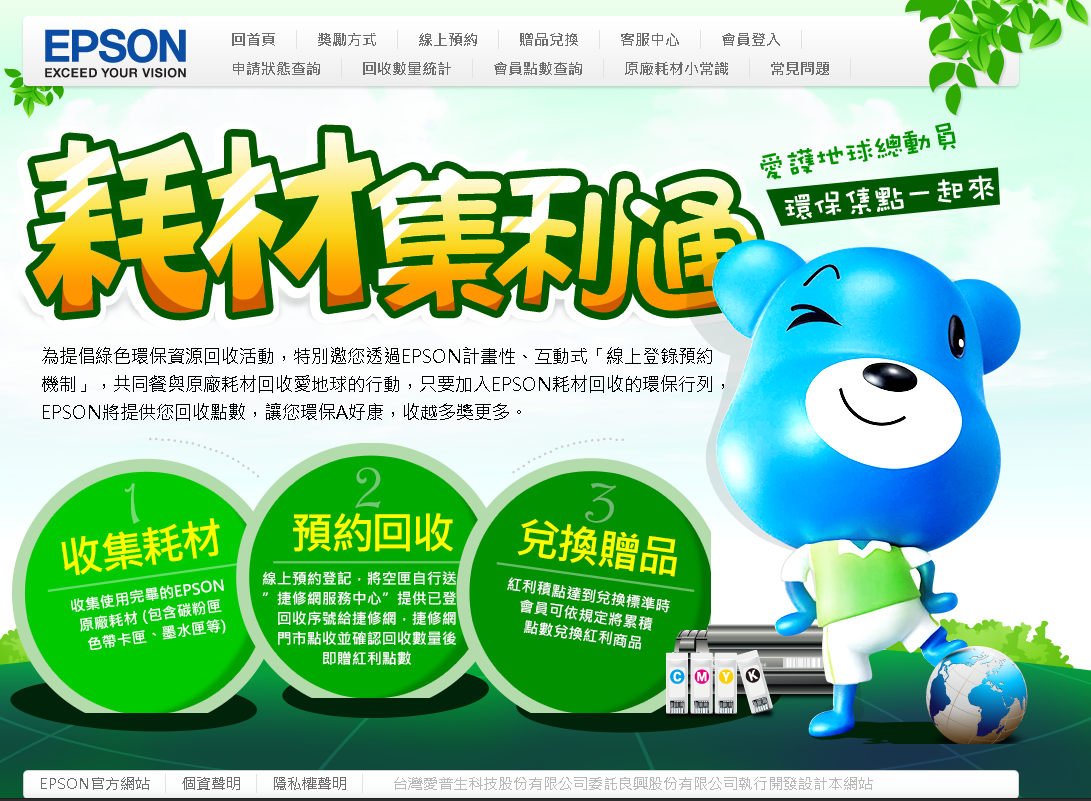 EPSON
EXCEED YOUR VISION
回首頁 獎勵方式 線上預約 贈品兌換 客服中心 會員登入
申請狀態查詢 回收數量統計 會員點數查詢 原廠耗材小常識 常見問題
愛護地球總動員
環保集點一起來
耗材集利通
為提倡綠色環保資源回收活動，特別邀您透過EPSON計畫性、互動式「線上登錄預約
機制」，共同餐與原廠耗材回收愛地球的行動，只要加入EPSON耗材回收的環保行列，
EPSON將提供您回收點數，讓您環保A好康，收越多獎更多。
1
收集耗材
收集使用完畢的EPSON
原廠耗材 (包含碳粉匣
色帶卡匣、墨水匣等)
2
預約回收
線上預約登記，將空匣自行送
”捷修網服務中心”提供已登
回收序號給捷修網，捷修網
門市點收並確認回收數量後
即贈紅利點數
3
兌換贈品
紅利積點達到兌換標準時
會員可依規定將累積
點數兌換紅利商品
C M Y K
EPSON官方網站 個資聲明 隱私權聲明 台灣愛普生科技股份有限公司委託良興股份有限公司執行開發設計本網站